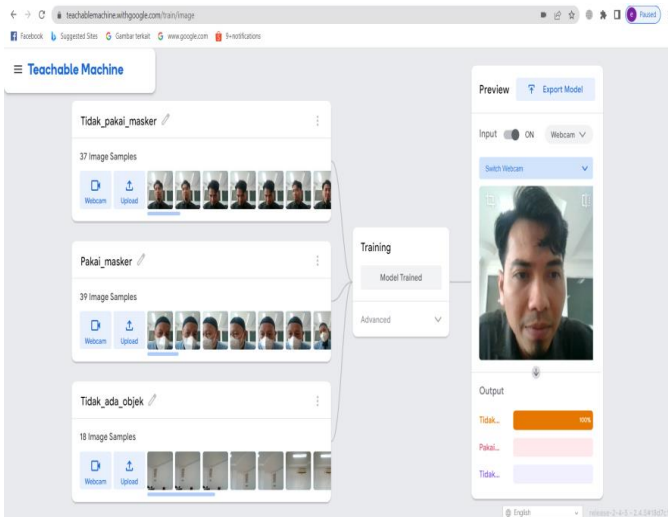 teachablemachine.withgoogle.com/train/image
Paused
Facebook
Suggested Sites
Gambar terkait
www.google.com
9+notifications
Teachable Machine
Tidak_pakai_masker
37 Image Samples
Webcam
Upload
Pakai_masker
39 Image Samples
Webcam
Upload
Tidak_ada_objek
18 Image Samples
Webcam
Upload
Training
Model Trained
Advanced
Preview
Export Model
Input
ON
Webcam
Switch Webcam
Output
Tidak...
100%
Pakai...
Tidak...
English